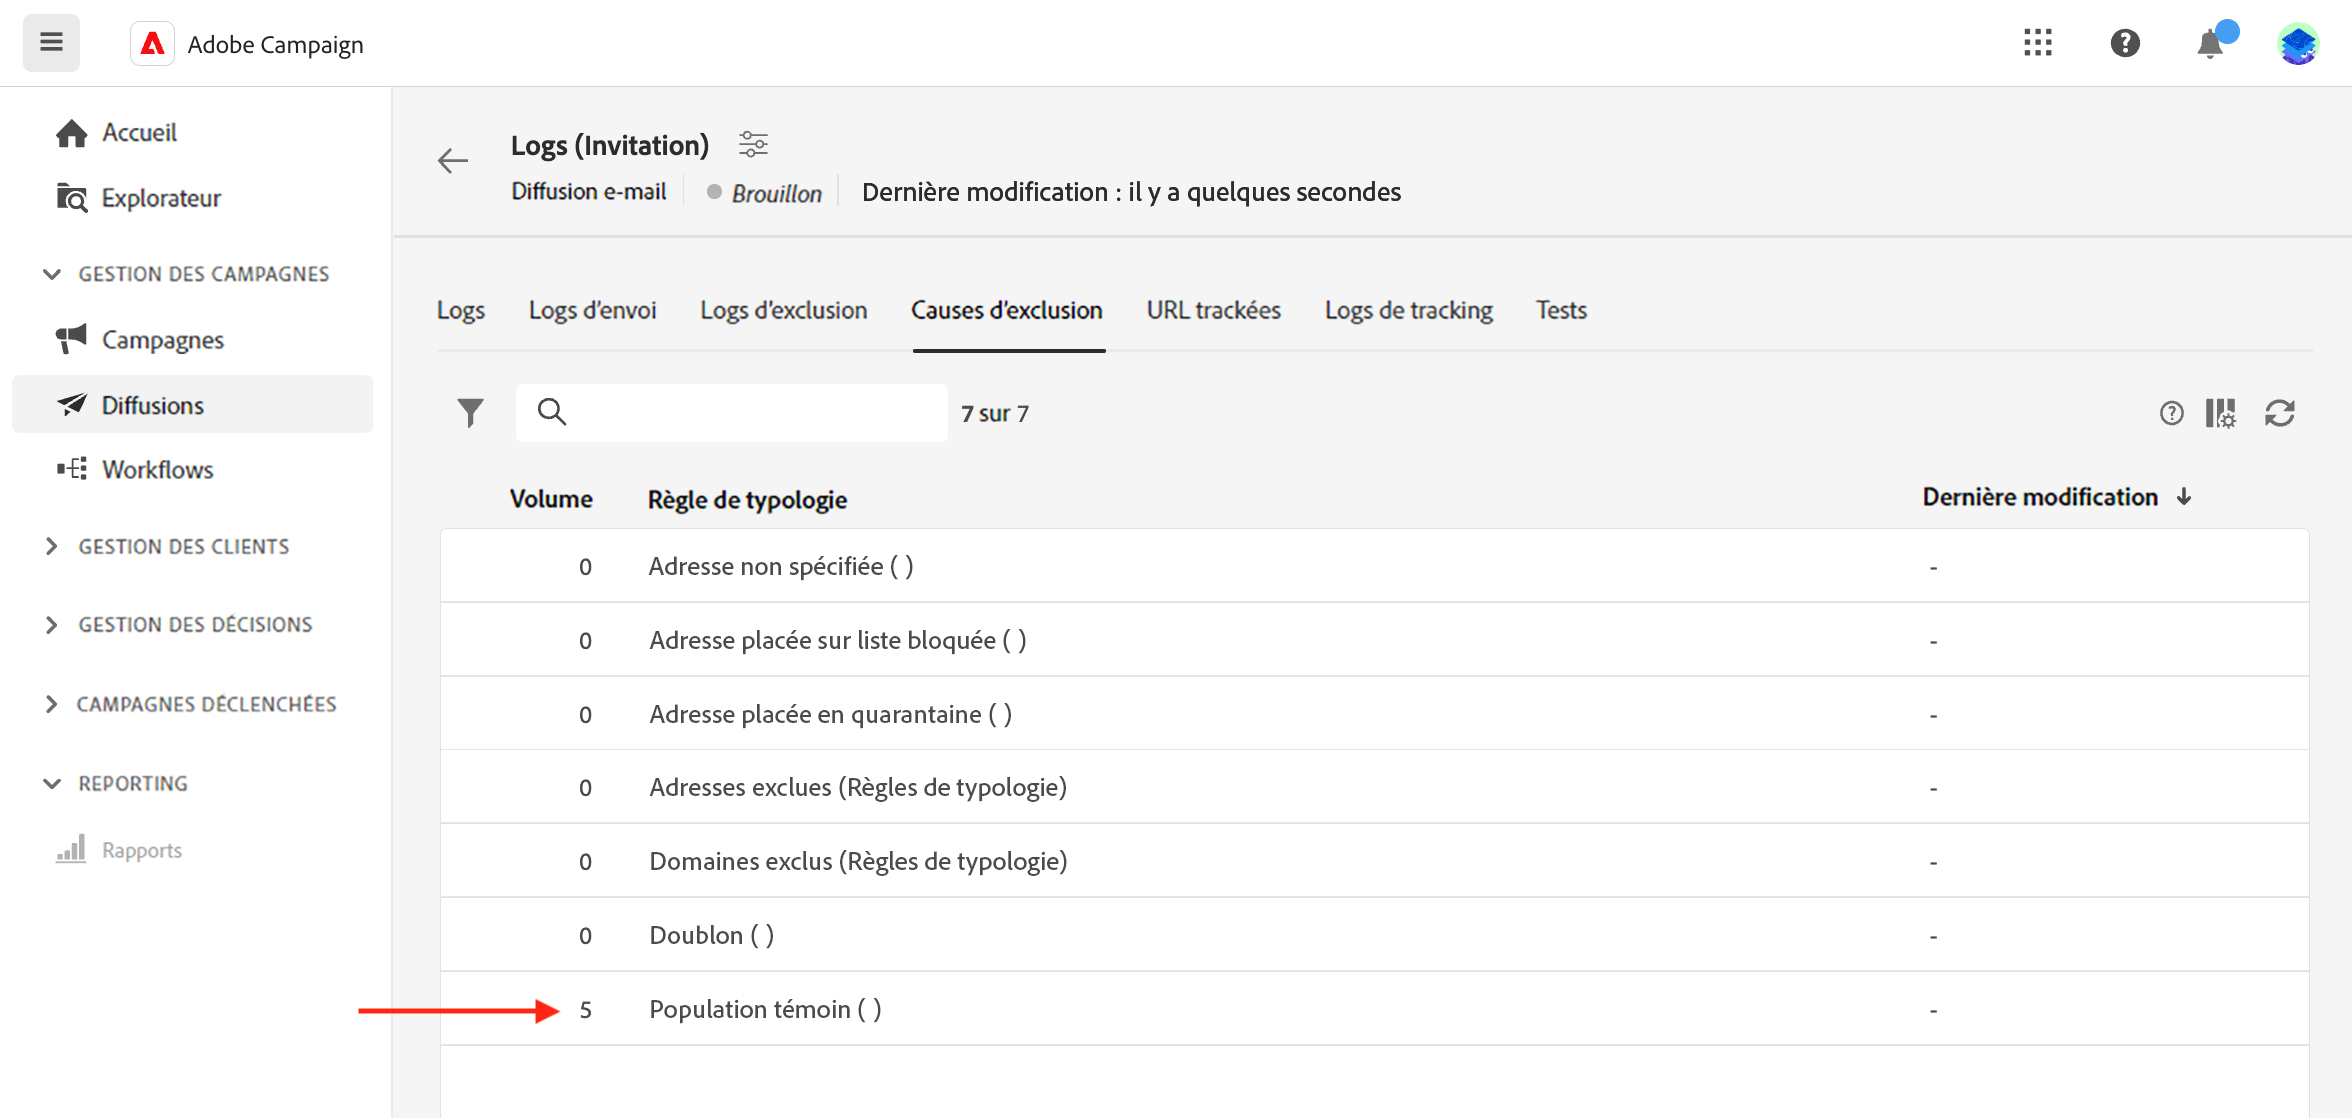 Adobe Campaign
Accueil
Explorateur
GESTION DES CAMPAGNES
Campagnes
Diffusions
Workflows
GESTION DES CLIENTS
GESTION DES DÉCISIONS
CAMPAGNES DÉCLENCHÉES
REPORTING
Rapports
Logs (Invitation)
Diffusion e-mail Brouillon Dernière modification : il y a quelques secondes
Logs Logs d'envoi Logs d'exclusion Causes d'exclusion URL trackées Logs de tracking Tests
7 sur 7
Volume Règle de typologie Dernière modification
0 Adresse non spécifiée ( ) -
0 Adresse placée sur liste bloquée ( ) -
0 Adresse placée en quarantaine ( ) -
0 Adresses exclues (Règles de typologie) -
0 Domaines exclus (Règles de typologie) -
0 Doublon ( ) -
5 Population témoin ( ) -